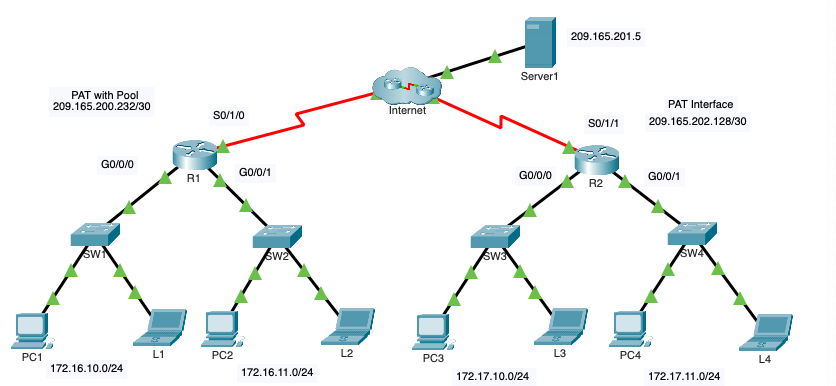 209.165.201.5
Server1
PAT with Pool
209.165.200.232/30
Internet
PAT Interface
209.165.202.128/30
S0/1/0
S0/1/1
R1
R2
G0/0/0
G0/0/1
G0/0/0
G0/0/1
SW1
SW2
SW3
SW4
PC1
L1
PC2
L2
PC3
L3
PC4
L4
172.16.10.0/24
172.16.11.0/24
172.17.10.0/24
172.17.11.0/24